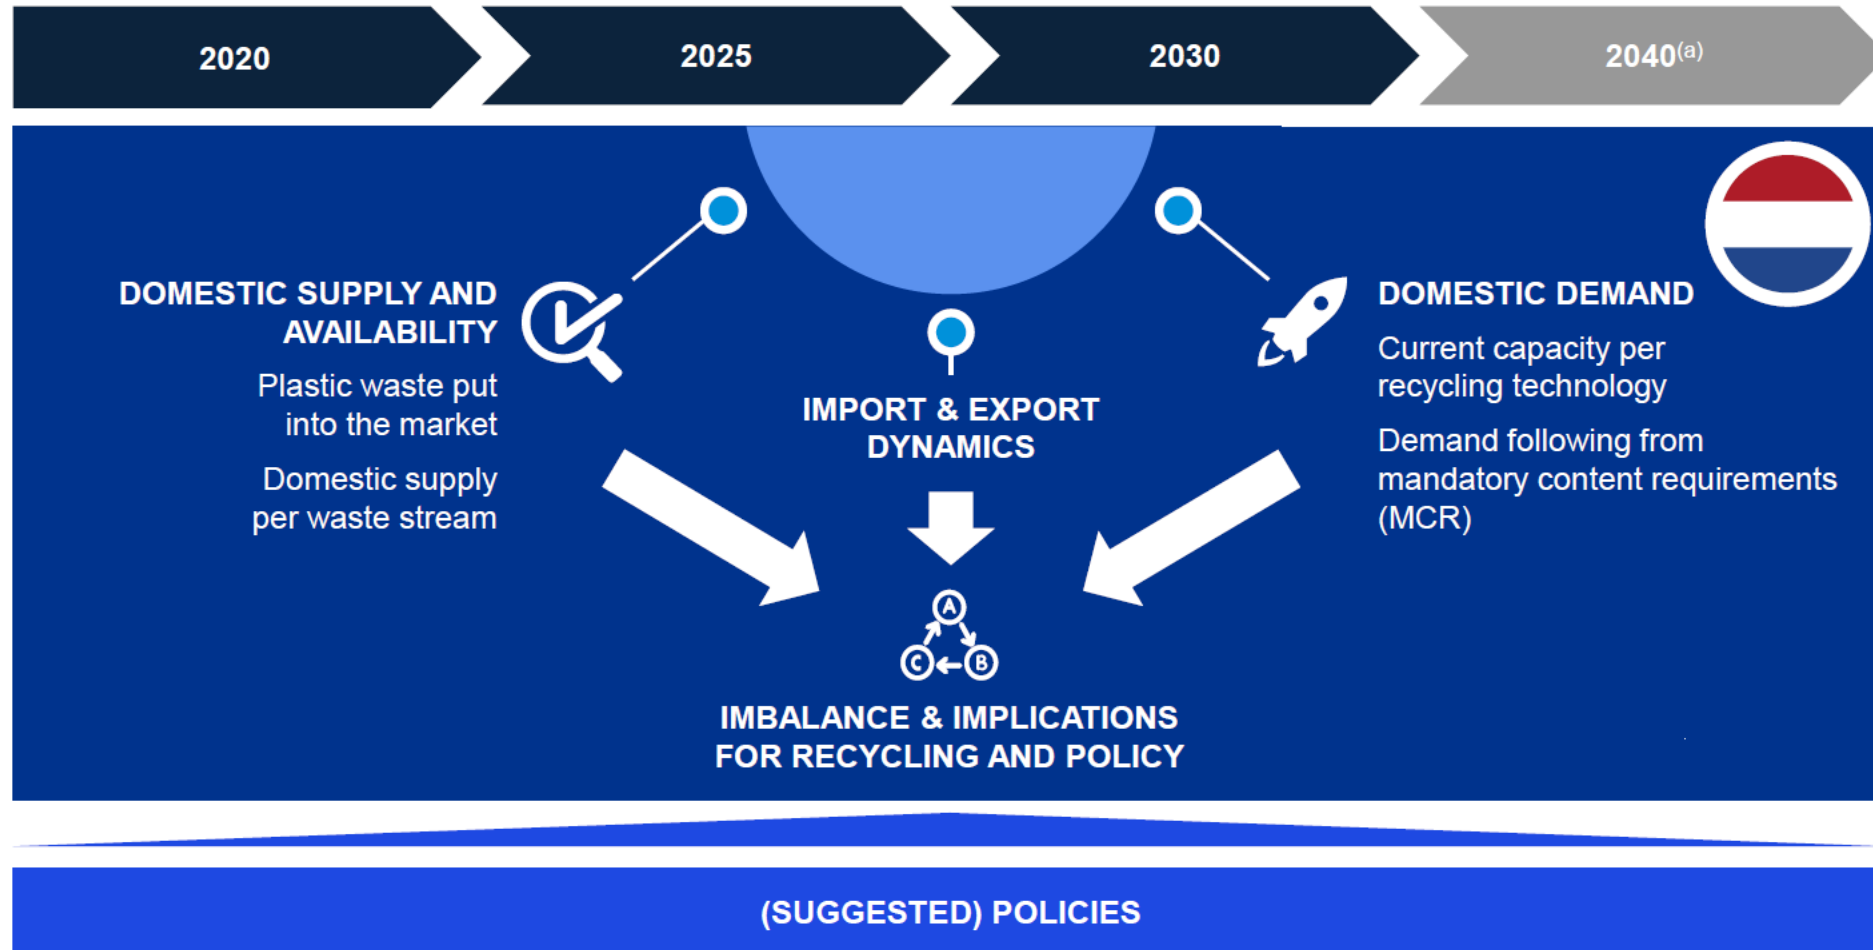 2020
2025
2030
2040(a)
DOMESTIC SUPPLY AND
AVAILABILITY
Plastic waste put
into the market
Domestic supply
per waste stream
IMPORT & EXPORT
DYNAMICS
DOMESTIC DEMAND
Current capacity per
recycling technology
Demand following from
mandatory content requirements
(MCR)
A
C
B
IMBALANCE & IMPLICATIONS
FOR RECYCLING AND POLICY
(SUGGESTED) POLICIES